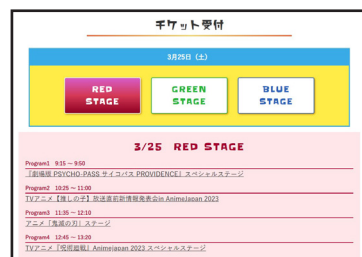 チケット受付
3月25日（土）
RED STAGE
GREEN STAGE
BLUE STAGE
3/25 RED STAGE
Program1 9:15 ～ 9:50
『劇場版 PSYCHO-PASS サイコパス PROVIDENCE』スペシャルステージ
Program2 10:25 ～ 11:00
TVアニメ【推しの子】放送直前新情報発表会in AnimeJapan 2023
Program3 11:35 ～ 12:10
アニメ「鬼滅の刃」ステージ
Program4 12:45 ～ 13:20
TVアニメ『呪術廻戦』AnimeJapan 2023 スペシャルステージ